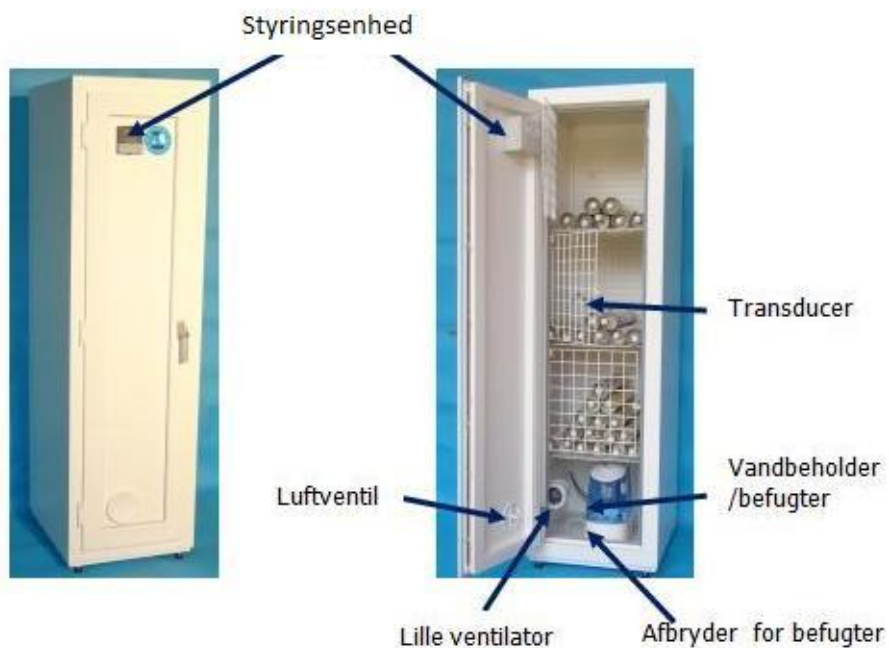 Styringsenhed
Transducer
Vandbeholder
/befugter
Luftventil
Lille ventilator
Afbryder for befugter